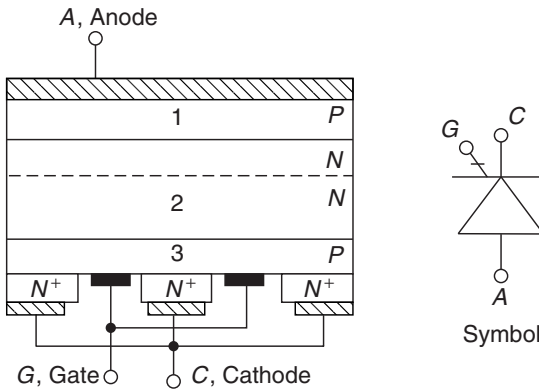 A, Anode
1 P
N
N
2
3 P
N+ N+ N+
G, Gate C, Cathode
G C
A
Symbol